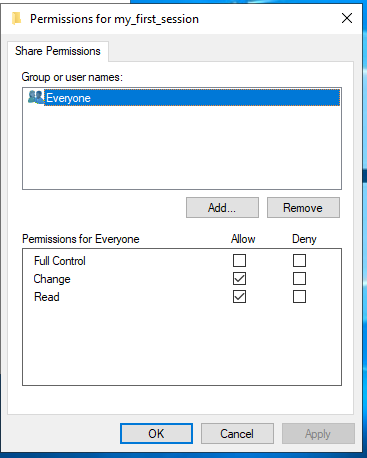 Permissions for my_first_session
Share Permissions
Group or user names:
Everyone
Add... Remove
Permissions for Everyone Allow Deny
Full Control
Change
Read
OK Cancel Apply